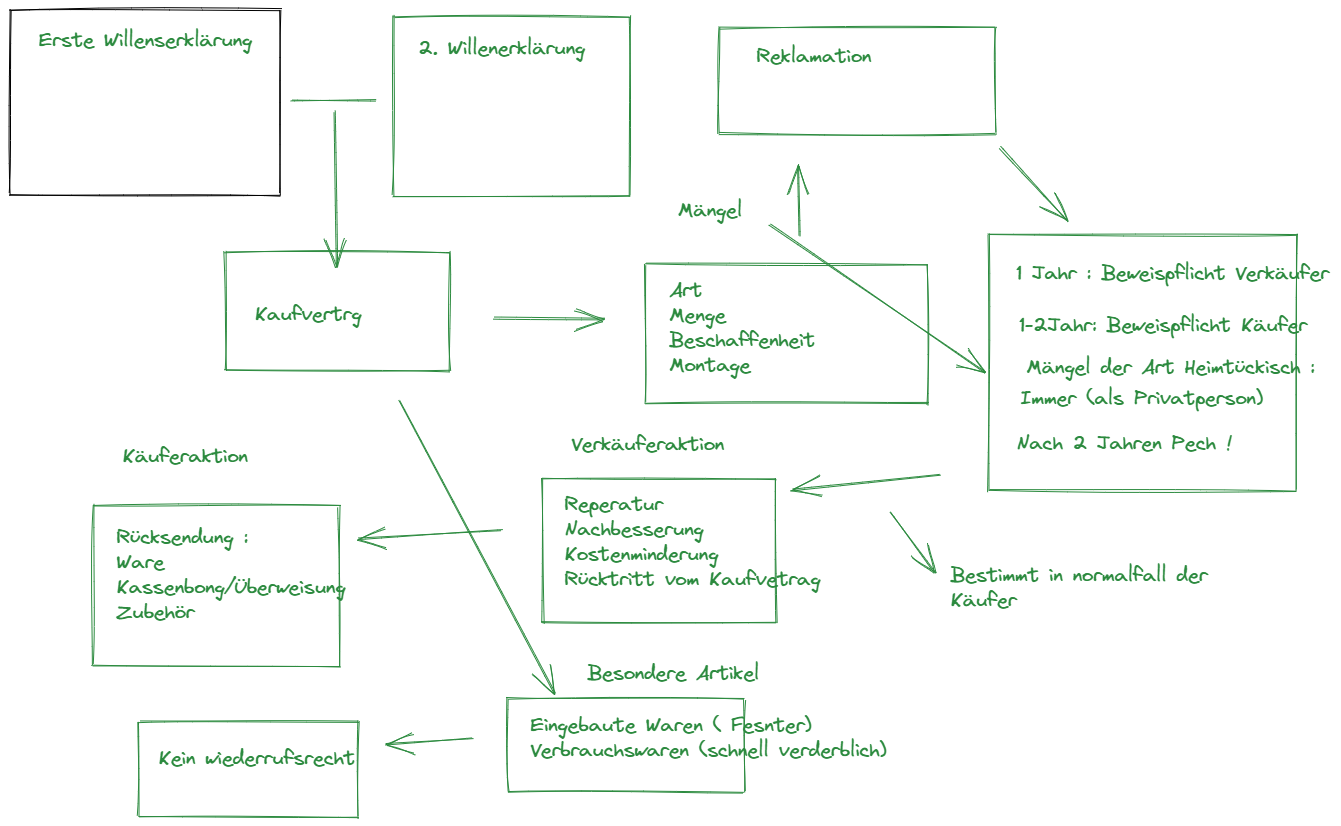 Erste Willenserklärung
2. Willenerklärung
Reklamation
Mängel
Kaufvertrg
Art
Menge
Beschaffenheit
Montage
1 Jahr : Beweispflicht Verkäufer
1-2Jahr: Beweispflicht Käufer
Mängel der Art Heimtückisch :
Immer (als Privatperson)
Nach 2 Jahren Pech !
Käuferaktion
Rücksendung :
Ware
Kassenbong/Überweisung
Zubehör
Verkäuferaktion
Reperatur
Nachbesserung
Kostenminderung
Rücktritt vom Kaufvetrag
Bestimmt in normalfall der
Käufer
Besondere Artikel
Eingebaute Waren ( Fesnter)
Verbrauchswaren (schnell verderblich)
Kein wiederrufsrecht